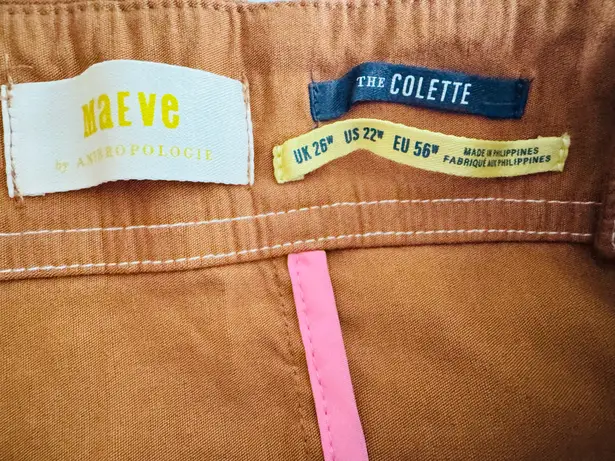 MaEve
by ANTHROPOLOGIE
THE COLETTE
UK 26W US 22W EU 56W
MADE IN PHILIPPINES
FABRIQUÉ AUX PHILIPPINES